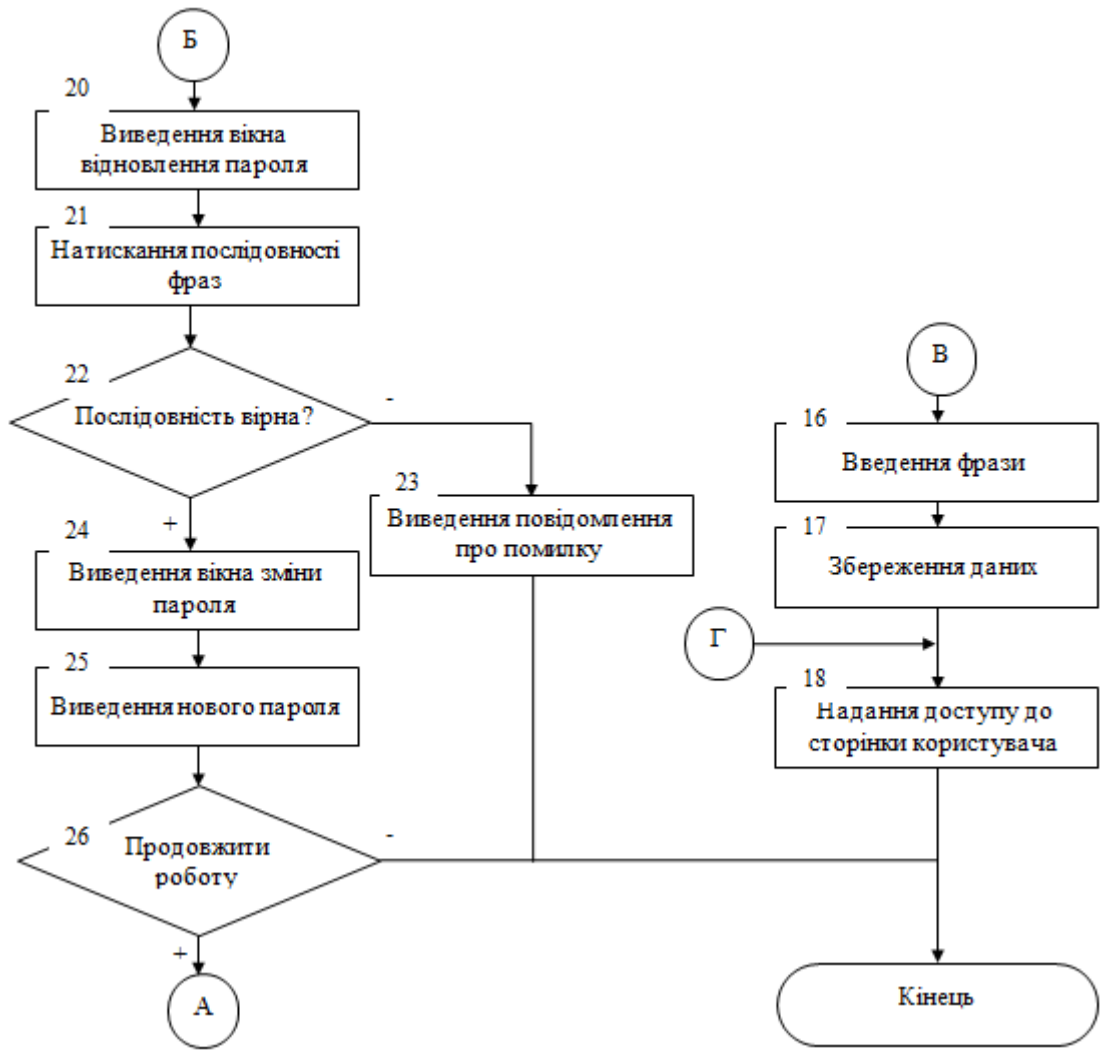 Б
20
Виведення вікна
відновлення пароля
21
Натискання послідовності
фраз
22
Послідовність вірна?
-
+
23
Виведення повідомлення
про помилку
24
Виведення вікна зміни
пароля
25
Виведення нового пароля
26
Продовжити
роботу
-
+
А
В
16
Введення фрази
17
Збереження даних
Г
18
Надання доступу до
сторінки користувача
Кінець